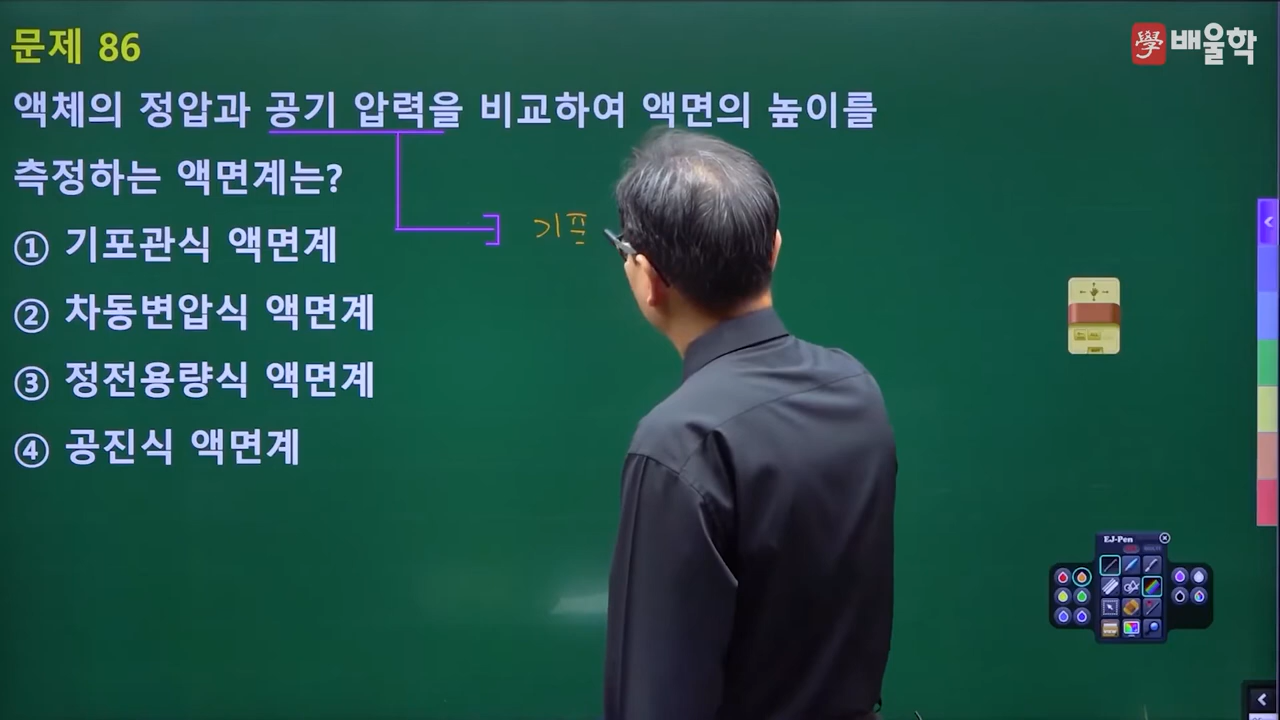 문제 86
學 배울학
액체의 정압과 공기 압력을 비교하여 액면의 높이를
측정하는 액면계는?
기포
① 기포관식 액면계
② 차동변압식 액면계
③ 정전용량식 액면계
④ 공진식 액면계
EJ-Pen